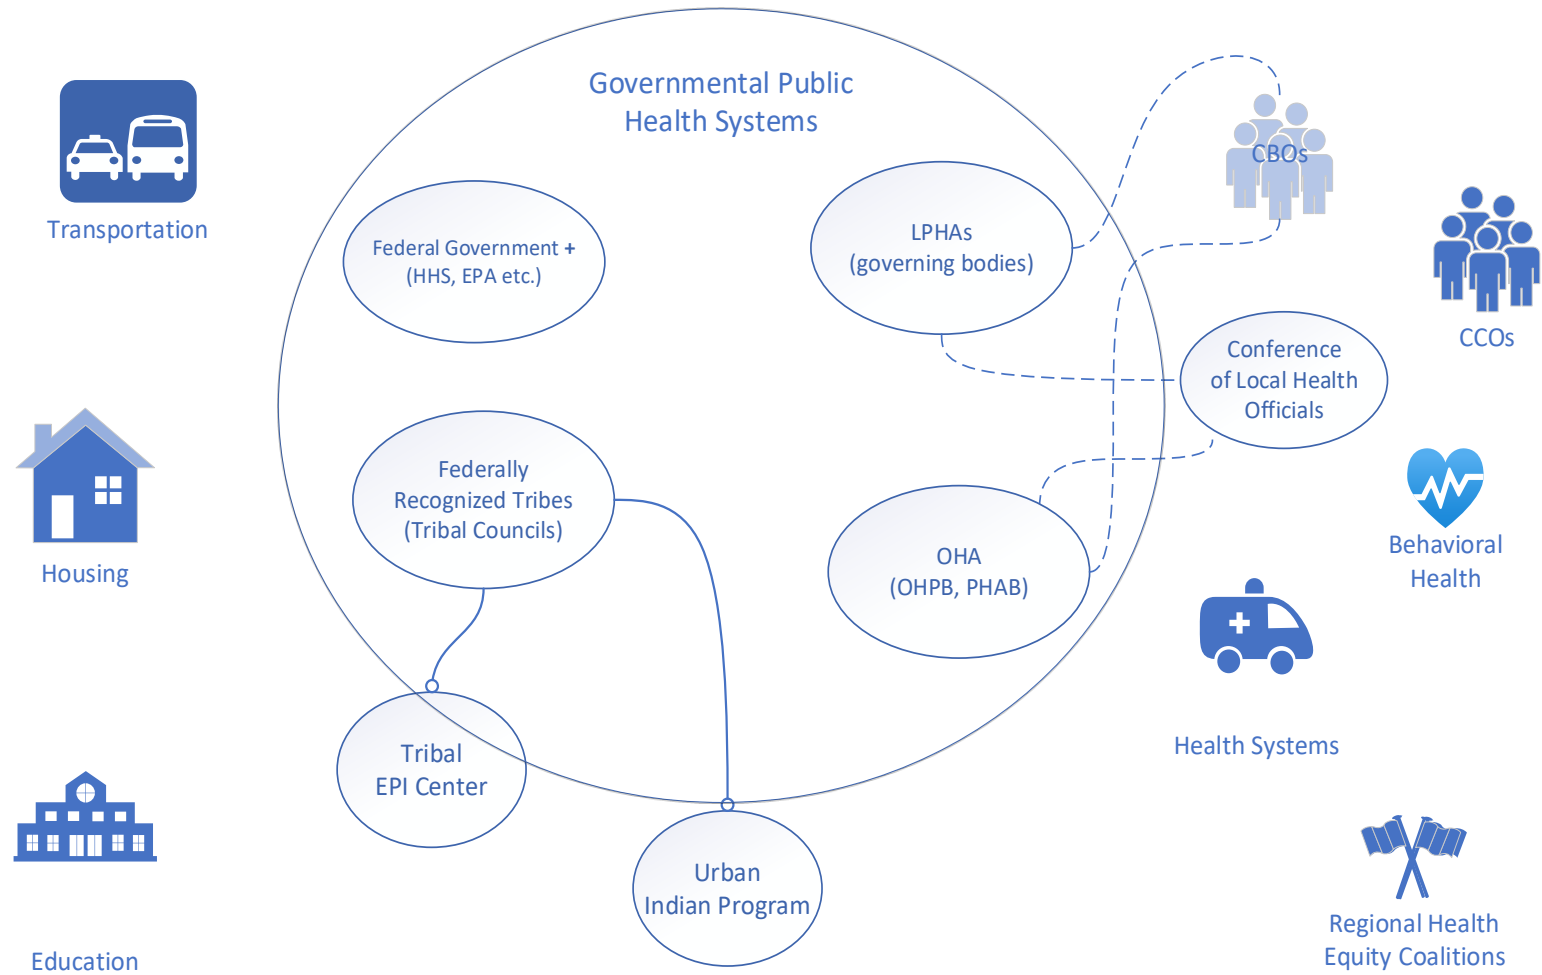 Governmental Public
Health Systems
Transportation
Federal Government +
(HHS, EPA etc.)
LPHAs
(governing bodies)
CBOs
CCOs
Conference
of Local Health
Officials
Housing
Federally
Recognized Tribes
(Tribal Councils)
OHA
(OHPB, PHAB)
Behavioral
Health
Health Systems
Tribal
EPI Center
Urban
Indian Program
Education
Regional Health
Equity Coalitions